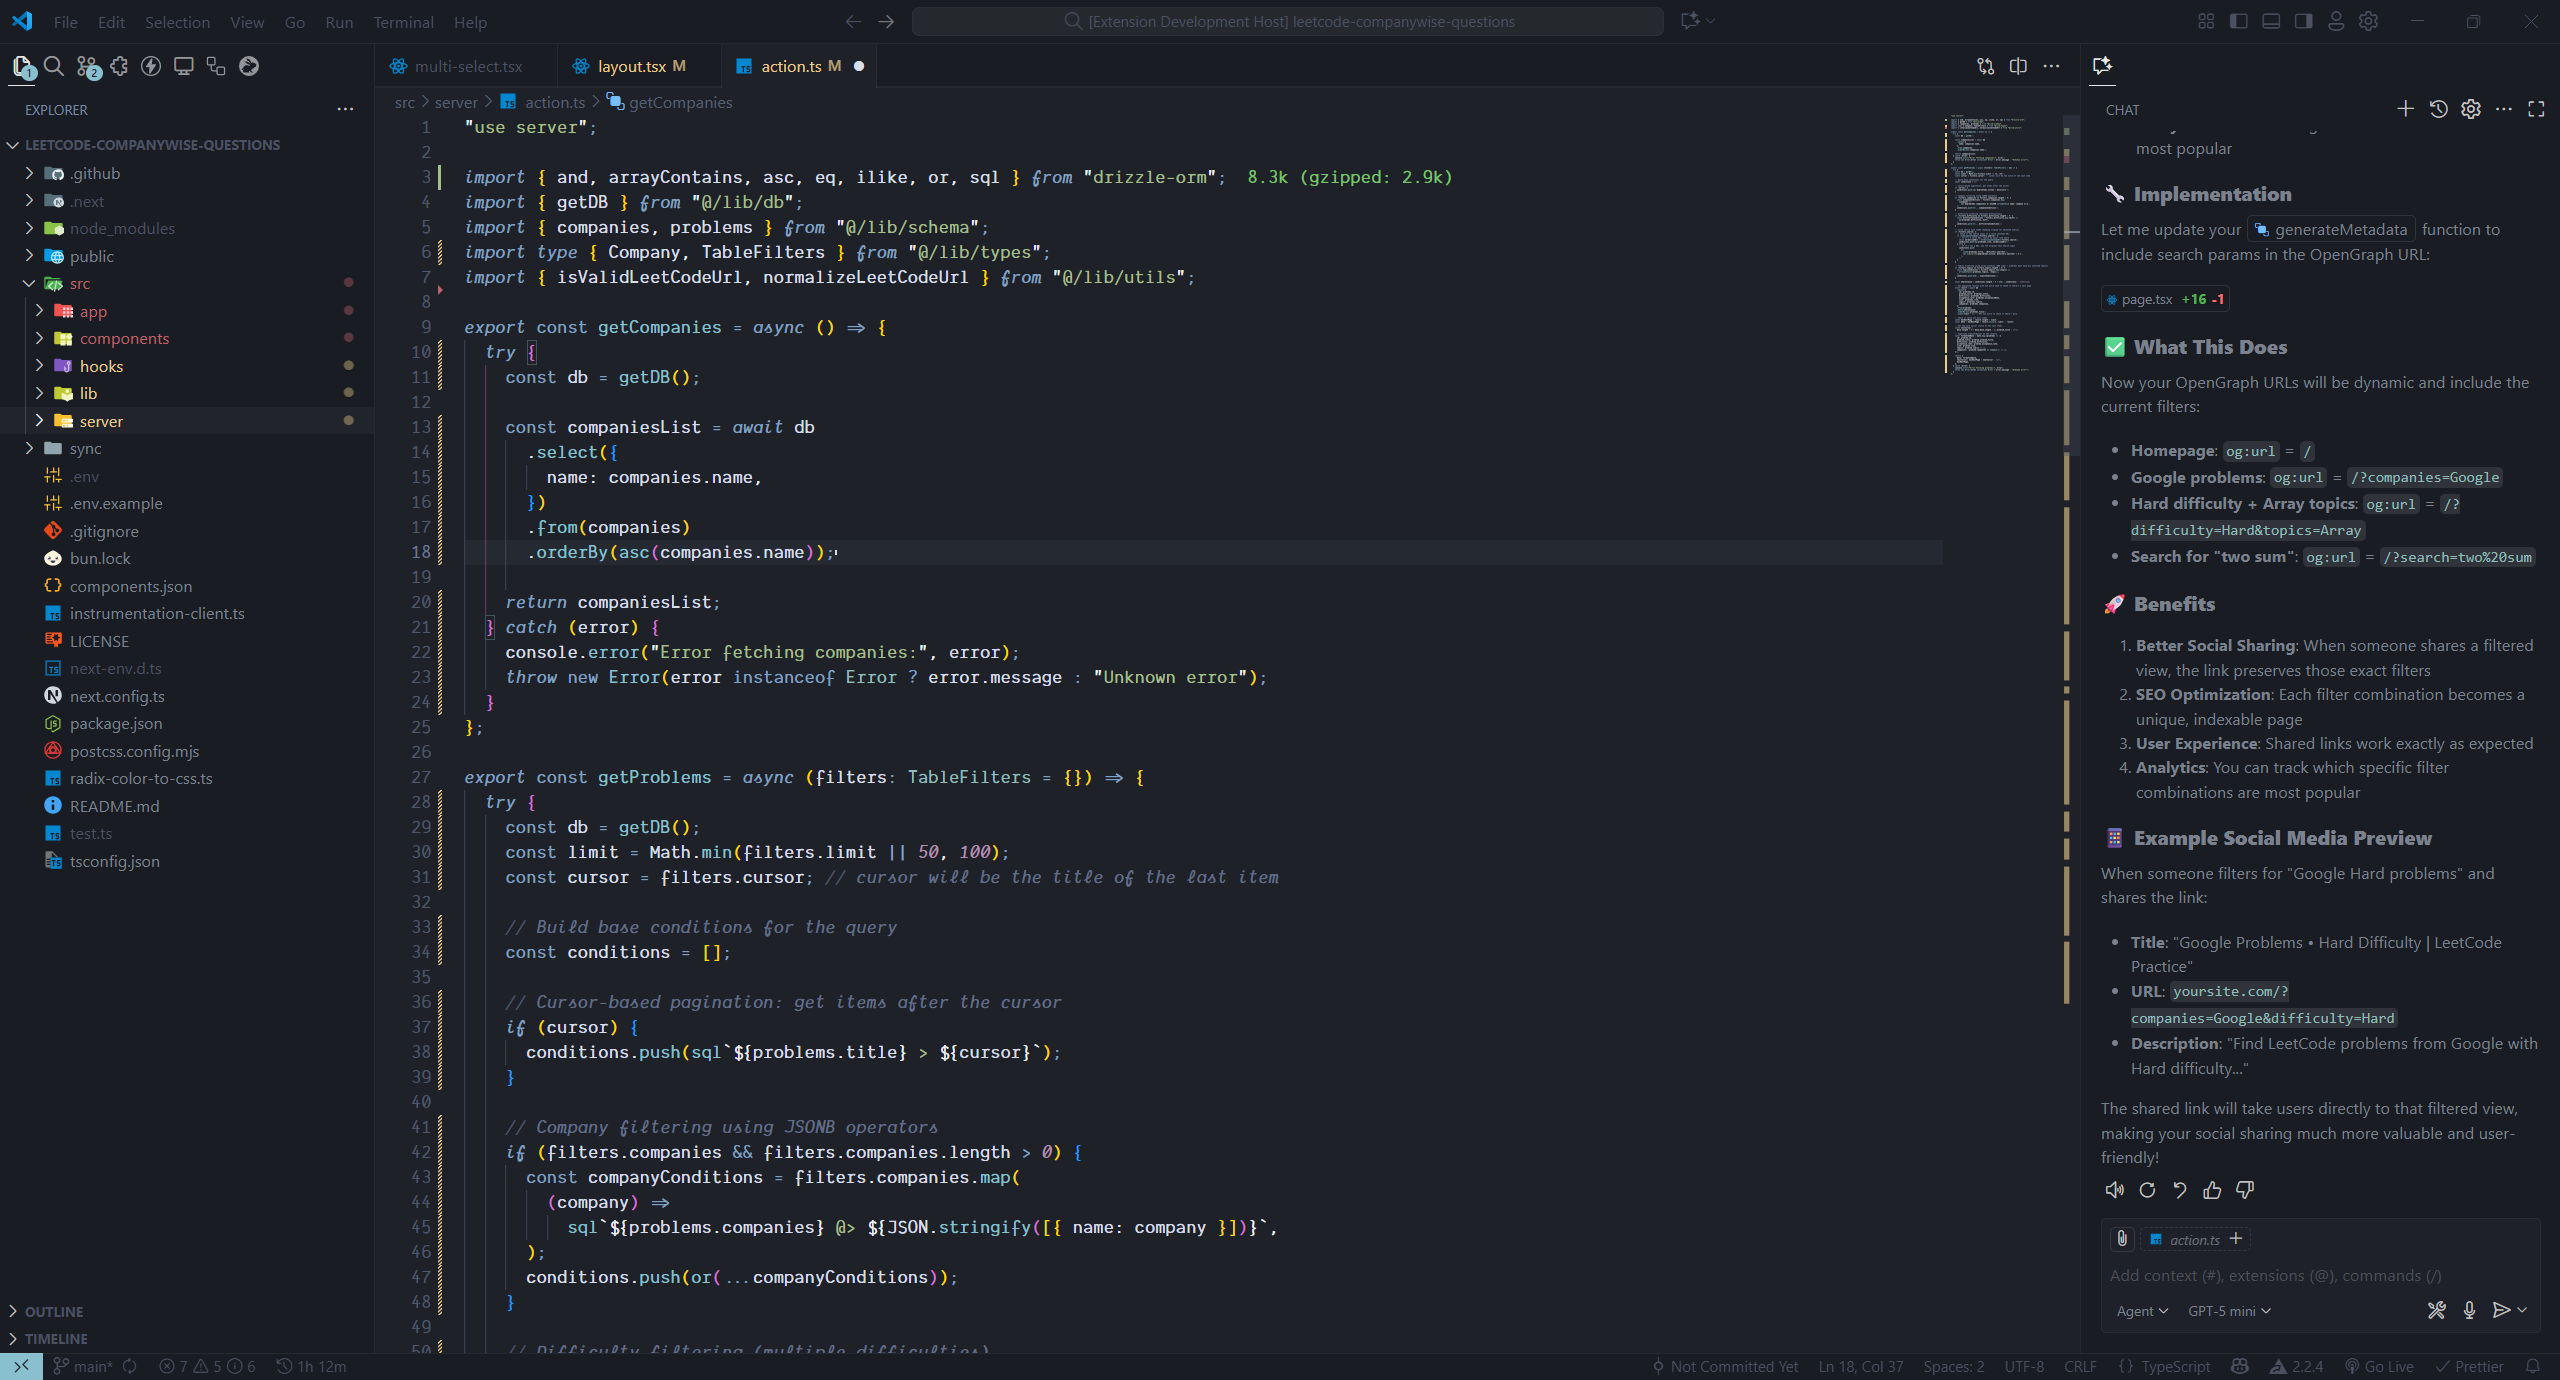 File Edit Selection View Go Run Terminal Help
[Extension Development Host] leetcode-companywise-questions
1
2
EXPLORER
LEETCODE-COMPANYWISE-QUESTIONS
.github
.next
node_modules
public
src
app
components
hooks
lib
server
sync
.env
.env.example
.gitignore
bun.lock
components.json
instrumentation-client.ts
LICENSE
next-env.d.ts
next.config.ts
package.json
postcss.config.mjs
radix-color-to-css.ts
README.md
test.ts
tsconfig.json
OUTLINE
TIMELINE
multi-select.tsx
layout.tsx M
action.ts M
src > server > action.ts > getCompanies
1 "use server";
2
3 import { and, arrayContains, asc, eq, ilike, or, sql } from "drizzle-orm"; 8.3k (gzipped: 2.9k)
4 import { getDB } from "@/lib/db";
5 import { companies, problems } from "@/lib/schema";
6 import type { Company, TableFilters } from "@/lib/types";
7 import { isValidLeetCodeUrl, normalizeLeetCodeUrl } from "@/lib/utils";
8
9 export const getCompanies = async () => {
10 try {
11 const db = getDB();
12
13 const companiesList = await db
14 .select({
15 name: companies.name,
16 })
17 .from(companies)
18 .orderBy(asc(companies.name));
19
20 return companiesList;
21 } catch (error) {
22 console.error("Error fetching companies:", error);
23 throw new Error(error instanceof Error ? error.message : "Unknown error");
24 }
25 };
26
27 export const getProblems = async (filters: TableFilters = {}) => {
28 try {
29 const db = getDB();
30 const limit = Math.min(filters.limit || 50, 100);
31 const cursor = filters.cursor; // cursor will be the title of the last item
32
33 // Build base conditions for the query
34 const conditions = [];
35
36 // Cursor-based pagination: get items after the cursor
37 if (cursor) {
38 conditions.push(sql`${problems.title} > ${cursor}`);
39 }
40
41 // Company filtering using JSONB operators
42 if (filters.companies && filters.companies.length > 0) {
43 const companyConditions = filters.companies.map(
44 (company) =>
45 sql`${problems.companies} @> ${JSON.stringify([{ name: company }])}`,
46 );
47 conditions.push(or(...companyConditions));
48 }
49
50 // Difficulty filtering (multiple difficulties)
CHAT
most popular
Implementation
Let me update your generateMetadata function to
include search params in the OpenGraph URL:
page.tsx +16 -1
What This Does
Now your OpenGraph URLs will be dynamic and include the
current filters:
• Homepage: og:url = /
• Google problems: og:url = /?companies=Google
• Hard difficulty + Array topics: og:url = /?
difficulty=Hard&topics=Array
• Search for "two sum": og:url = /?search=two%20sum
Benefits
1. Better Social Sharing: When someone shares a filtered
view, the link preserves those exact filters
2. SEO Optimization: Each filter combination becomes a
unique, indexable page
3. User Experience: Shared links work exactly as expected
4. Analytics: You can track which specific filter
combinations are most popular
Example Social Media Preview
When someone filters for "Google Hard problems" and
shares the link:
• Title: "Google Problems • Hard Difficulty | LeetCode
Practice"
• URL: yoursite.com/?
companies=Google&difficulty=Hard
• Description: "Find LeetCode problems from Google with
Hard difficulty..."
The shared link will take users directly to that filtered view,
making your social sharing much more valuable and user-
friendly!
action.ts
Add context (#), extensions (@), commands (/)
Agent GPT-5 mini
main* 7 5 6 1h 12m
Not Committed Yet Ln 18, Col 37 Spaces: 2 UTF-8 CRLF {} TypeScript 2.2.4 Go Live Prettier